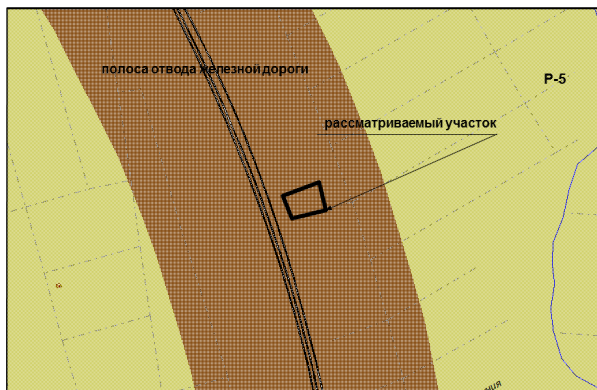 полоса отвода железной дороги
Р-5
рассматриваемый участок